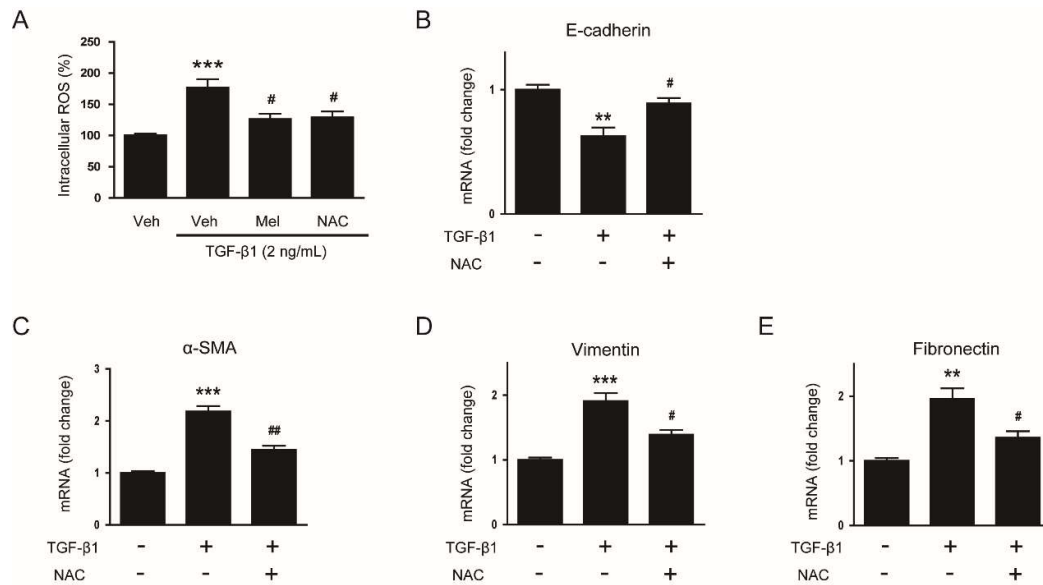 A
Intracellular ROS (%)
250
200
150
100
50
0
***
#
#
Veh
Veh
Mel
NAC
TGF-β1 (2 ng/mL)
B
E-cadherin
mRNA (fold change)
1
0
**
#
TGF-β1 - + +
NAC - - +
C
α-SMA
mRNA (fold change)
3
2
1
0
***
##
TGF-β1 - + +
NAC - - +
D
Vimentin
mRNA (fold change)
2
1
0
***
#
TGF-β1 - + +
NAC - - +
E
Fibronectin
mRNA (fold change)
2
1
0
**
#
TGF-β1 - + +
NAC - - +